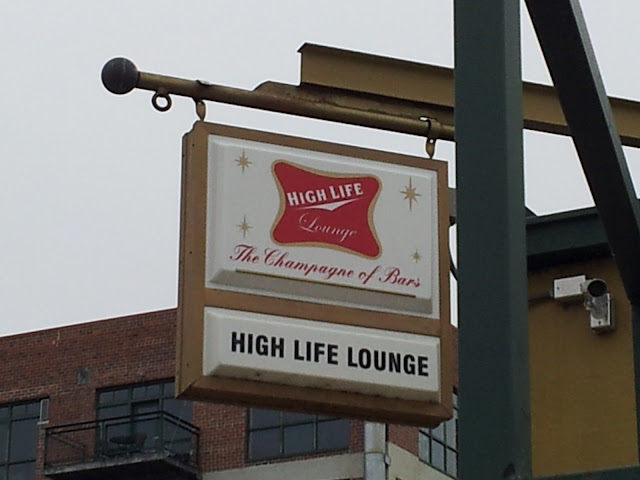 HIGH LIFE
Lounge
The Champagne of Bars
HIGH LIFE LOUNGE